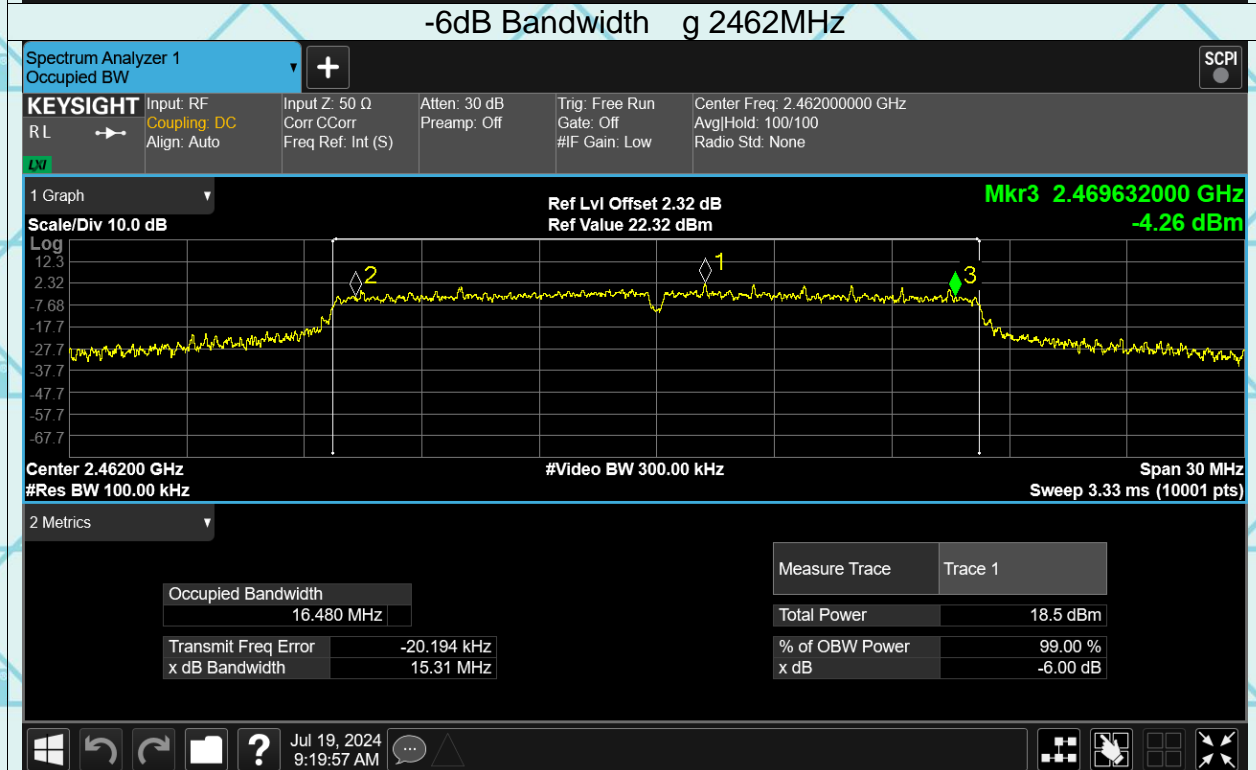 -6dB Bandwidth g 2462MHz
Spectrum Analyzer 1
Occupied BW
SCPI
KEYSIGHT
R L
LXI
Input: RF
Coupling: DC
Align: Auto
Input Z: 50 Ω
Corr CCorr
Freq Ref: Int (S)
Atten: 30 dB
Preamp: Off
Trig: Free Run
Gate: Off
#IF Gain: Low
Center Freq: 2.462000000 GHz
Avg|Hold: 100/100
Radio Std: None
1 Graph
Scale/Div 10.0 dB
Ref Lvl Offset 2.32 dB
Ref Value 22.32 dBm
Mkr3 2.469632000 GHz
-4.26 dBm
Log
12.3
2.32
-7.68
-17.7
-27.7
-37.7
-47.7
-57.7
-67.7
2
1
3
Center 2.46200 GHz
#Res BW 100.00 kHz
#Video BW 300.00 kHz
Span 30 MHz
Sweep 3.33 ms (10001 pts)
2 Metrics
Occupied Bandwidth
16.480 MHz
Transmit Freq Error -20.194 kHz
x dB Bandwidth 15.31 MHz
Measure Trace Trace 1
Total Power 18.5 dBm
% of OBW Power 99.00 %
x dB -6.00 dB
?
Jul 19, 2024
9:19:57 AM